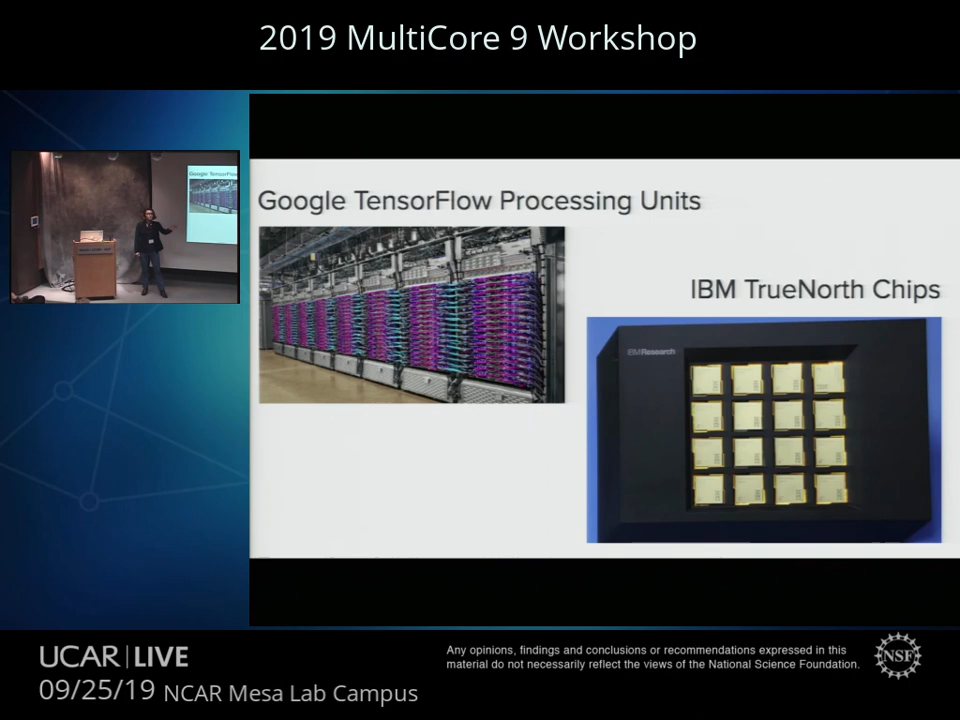 2019 MultiCore 9 Workshop
Google TensorFlow
Google TensorFlow Processing Units
IBM TrueNorth Chips
IBM Research
UCAR | LIVE
09/25/19 NCAR Mesa Lab Campus
Any opinions, findings and conclusions or recommendations expressed in this
material do not necessarily reflect the views of the National Science Foundation.
NSF